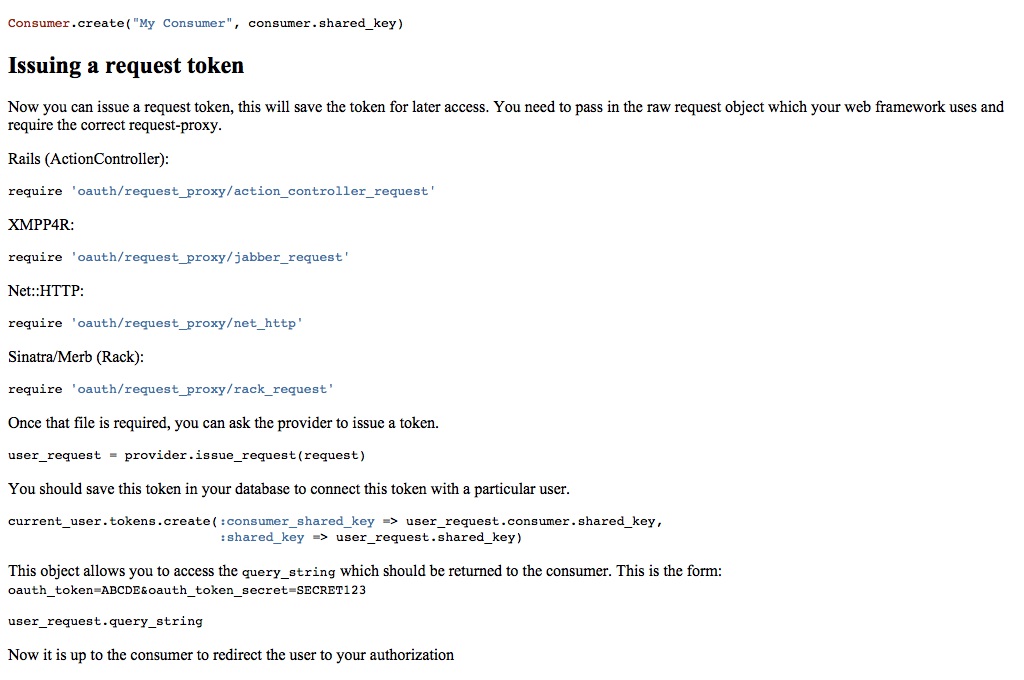 Consumer.create("My Consumer", consumer.shared_key)
Issuing a request token
Now you can issue a request token, this will save the token for later access. You need to pass in the raw request object which your web framework uses and
require the correct request-proxy.
Rails (ActionController):
require 'oauth/request_proxy/action_controller_request'
XMPP4R:
require 'oauth/request_proxy/jabber_request'
Net::HTTP:
require 'oauth/request_proxy/net_http'
Sinatra/Merb (Rack):
require 'oauth/request_proxy/rack_request'
Once that file is required, you can ask the provider to issue a token.
user_request = provider.issue_request(request)
You should save this token in your database to connect this token with a particular user.
current_user.tokens.create(:consumer_shared_key => user_request.consumer.shared_key,
:shared_key => user_request.shared_key)
This object allows you to access the query_string which should be returned to the consumer. This is the form:
oauth_token=ABCDE&oauth_token_secret=SECRET123
user_request.query_string
Now it is up to the consumer to redirect the user to your authorization